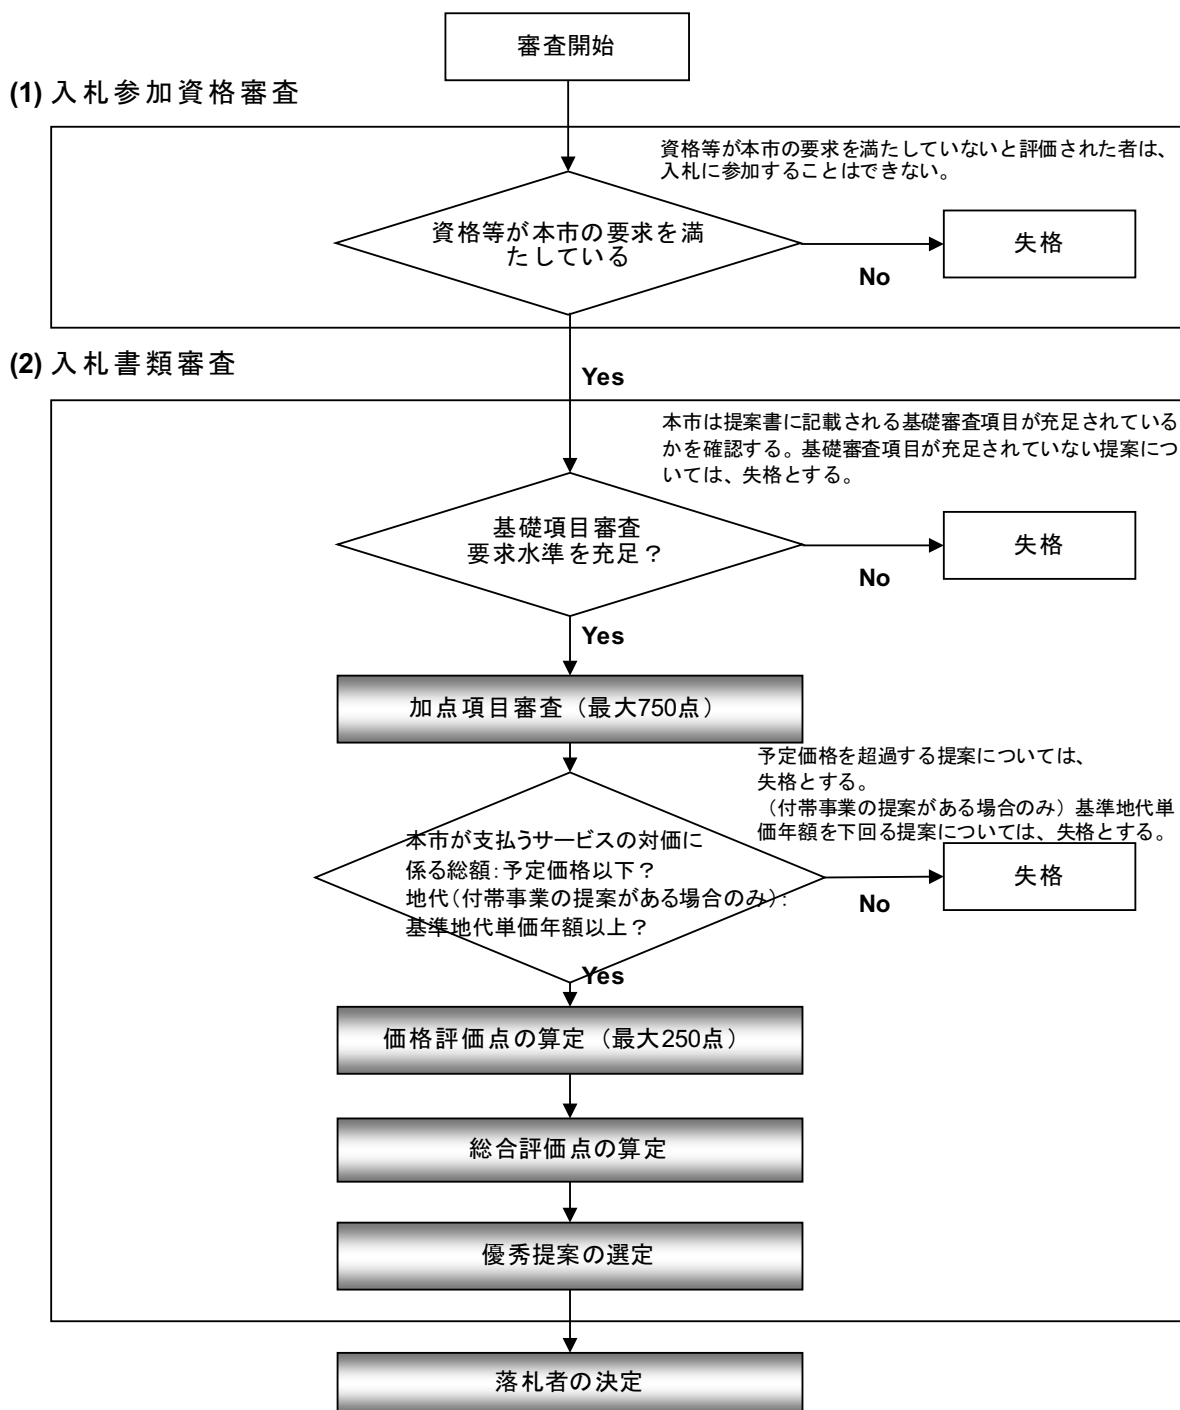 審査開始
(1) 入札参加資格審査
資格等が本市の要求を満たしていないと評価された者は、
入札に参加することはできない。
資格等が本市の要求を満
たしている
失格
No
(2) 入札書類審査
Yes
本市は提案書に記載される基礎審査項目が充足されている
かを確認する。基礎審査項目が充足されていない提案につ
いては、失格とする。
基礎項目審査
要求水準を充足？
失格
No
Yes
加点項目審査（最大750点）
予定価格を超過する提案については、
失格とする。
（付帯事業の提案がある場合のみ）基準地代単
価年額を下回る提案については、失格とする。
本市が支払うサービスの対価に
係る総額：予定価格以下？
地代（付帯事業の提案がある場合のみ）：
基準地代単価年額以上？
失格
No
Yes
価格評価点の算定（最大250点）
総合評価点の算定
優秀提案の選定
落札者の決定